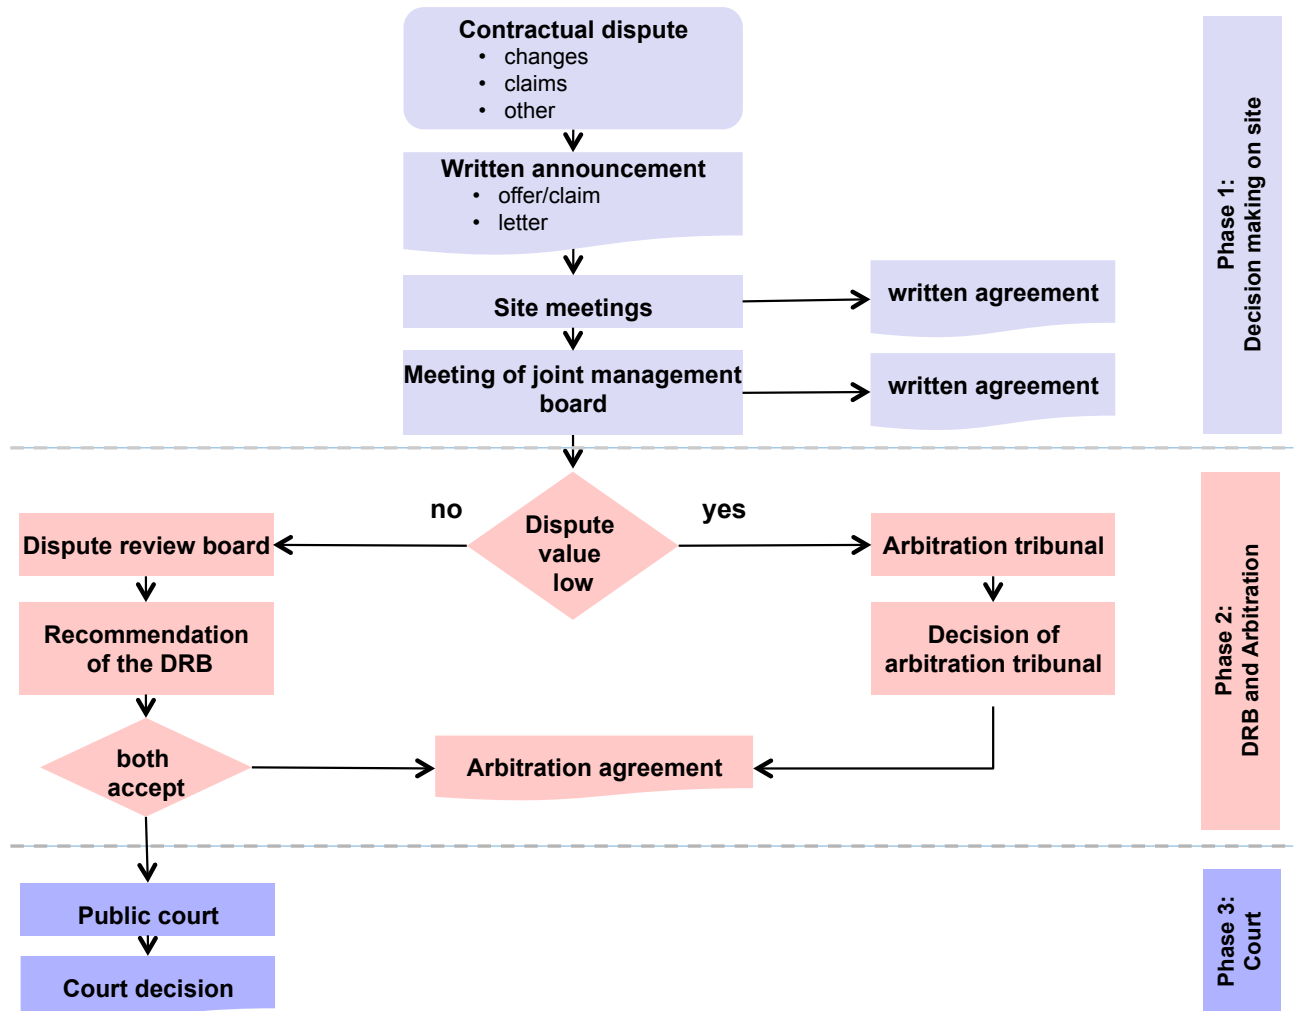 Contractual dispute
• changes
• claims
• other
Written announcement
• offer/claim
• letter
Site meetings
written agreement
Meeting of joint management
board
written agreement
Phase 1:
Decision making on site
no
yes
Dispute
value
low
Dispute review board
Arbitration tribunal
Recommendation
of the DRB
Decision of
arbitration tribunal
both
accept
Arbitration agreement
Phase 2:
DRB and Arbitration
Public court
Court decision
Phase 3:
Court